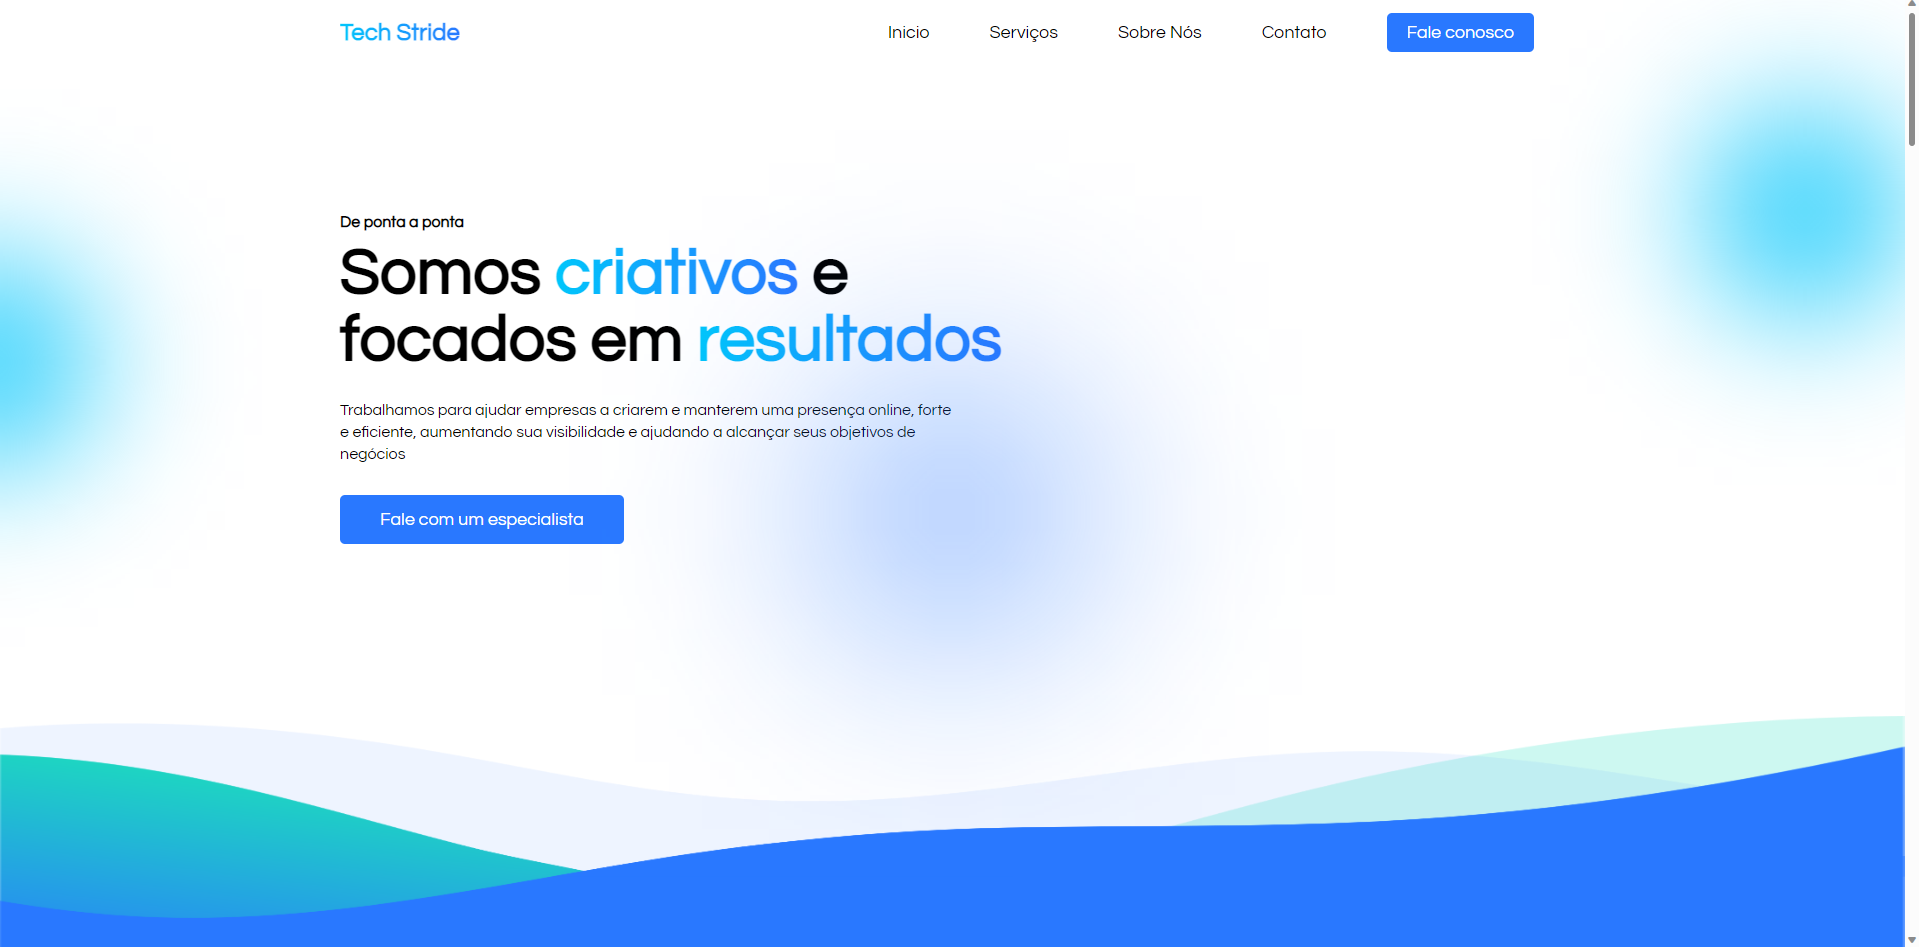 Tech Stride
Inicio
Serviços
Sobre Nós
Contato
Fale conosco
De ponta a ponta
Somos criativos e
focados em resultados
Trabalhamos para ajudar empresas a criarem e manterem uma presença online, forte
e eficiente, aumentando sua visibilidade e ajudando a alcançar seus objetivos de
negócios
Fale com um especialista